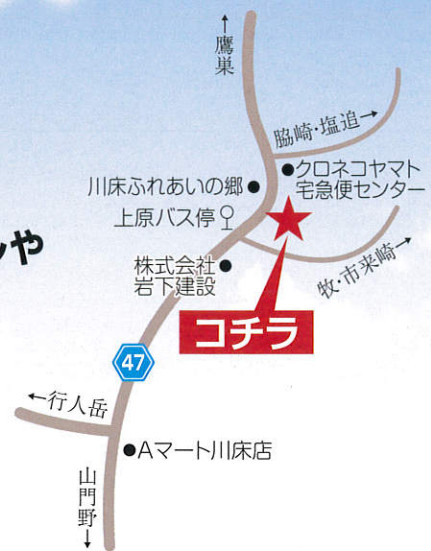 ↑鷹巣
脇崎・塩追→
●クロネコヤマト
宅急便センター
川床ふれあいの郷●
上原バス停
や
株式会社●
岩下建設
牧・市来崎→
コチラ
47
←行人岳
●Aマート川床店
山門野↓